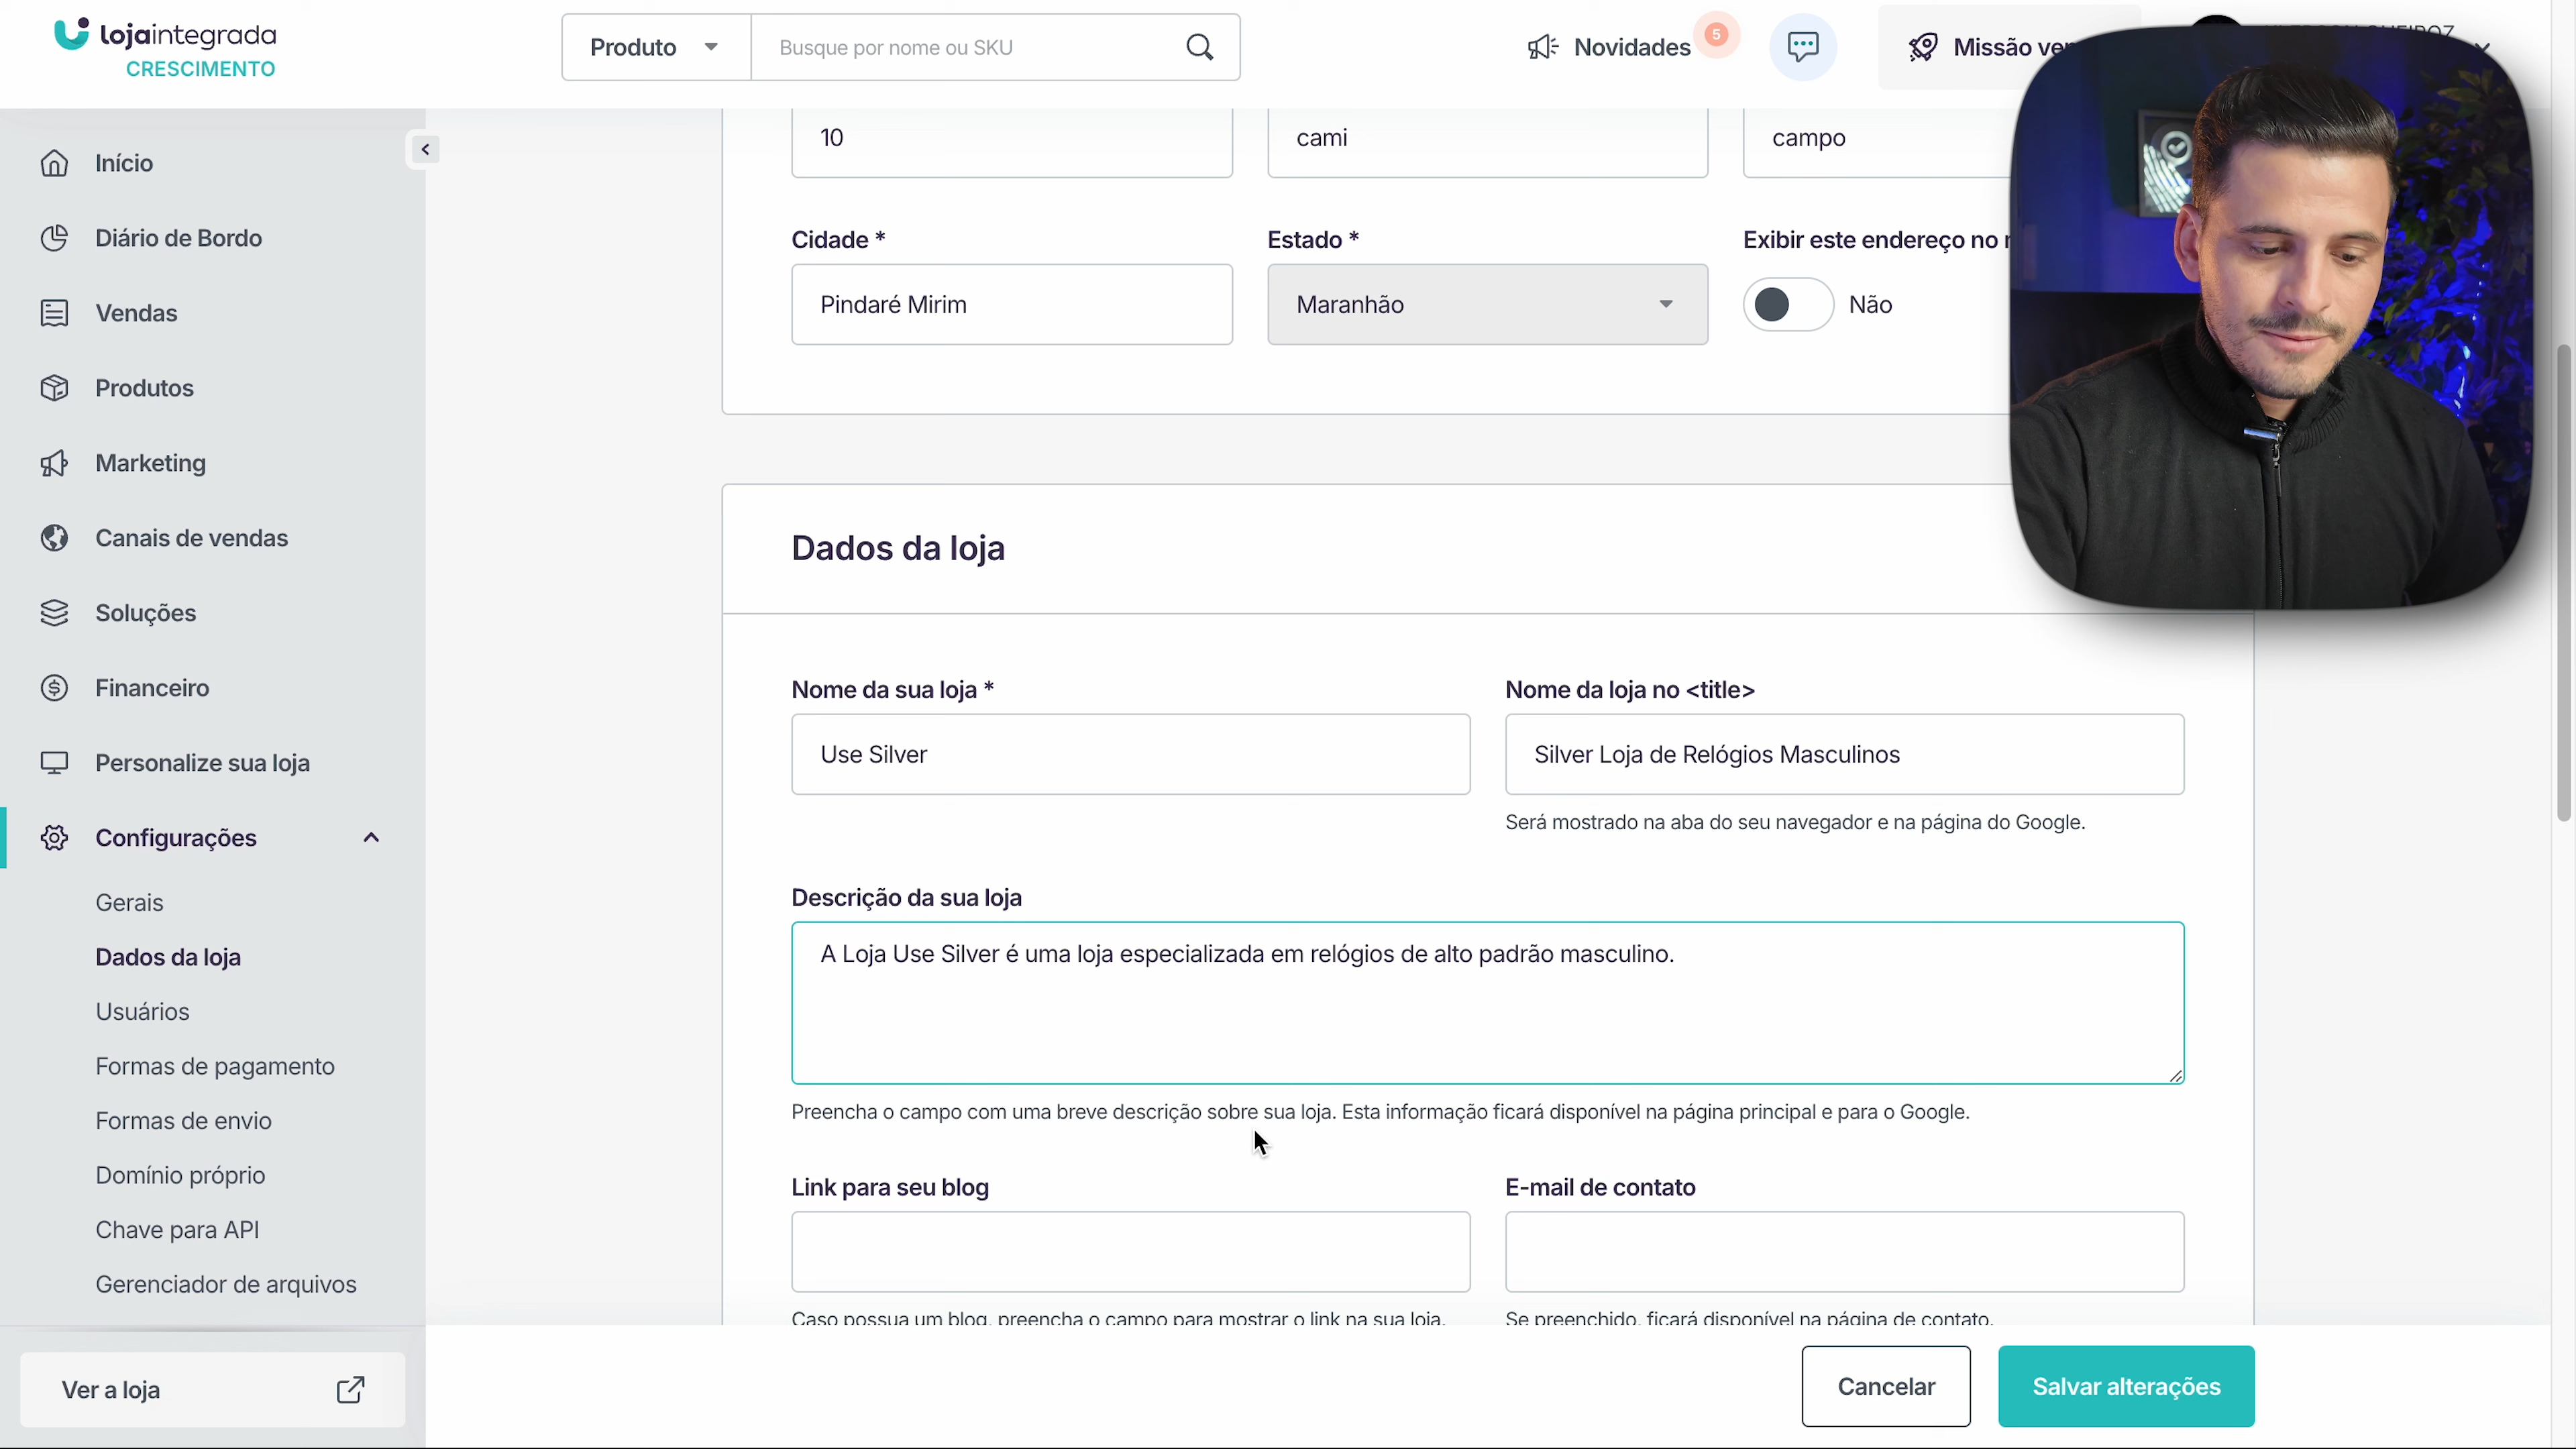 lojaintegrada
CRESCIMENTO
Produto
Busque por nome ou SKU
Novidades
5
Missão
Início
Diário de Bordo
Vendas
Produtos
Marketing
Canais de vendas
Soluções
Financeiro
Personalize sua loja
Configurações
Gerais
Dados da loja
Usuários
Formas de pagamento
Formas de envio
Domínio próprio
Chave para API
Gerenciador de arquivos
Ver a loja
10
cami
campo
Cidade *
Estado *
Exibir este endereço no
Pindaré Mirim
Maranhão
Não
Dados da loja
Nome da sua loja *
Nome da loja no <title>
Use Silver
Silver Loja de Relógios Masculinos
Será mostrado na aba do seu navegador e na página do Google.
Descrição da sua loja
A Loja Use Silver é uma loja especializada em relógios de alto padrão masculino.
Preencha o campo com uma breve descrição sobre sua loja. Esta informação ficará disponível na página principal e para o Google.
Link para seu blog
E-mail de contato
Caso possua um blog, preencha o campo para mostrar o link na sua loja.
Se preenchido, ficará disponível na página de contato.
Cancelar
Salvar alterações